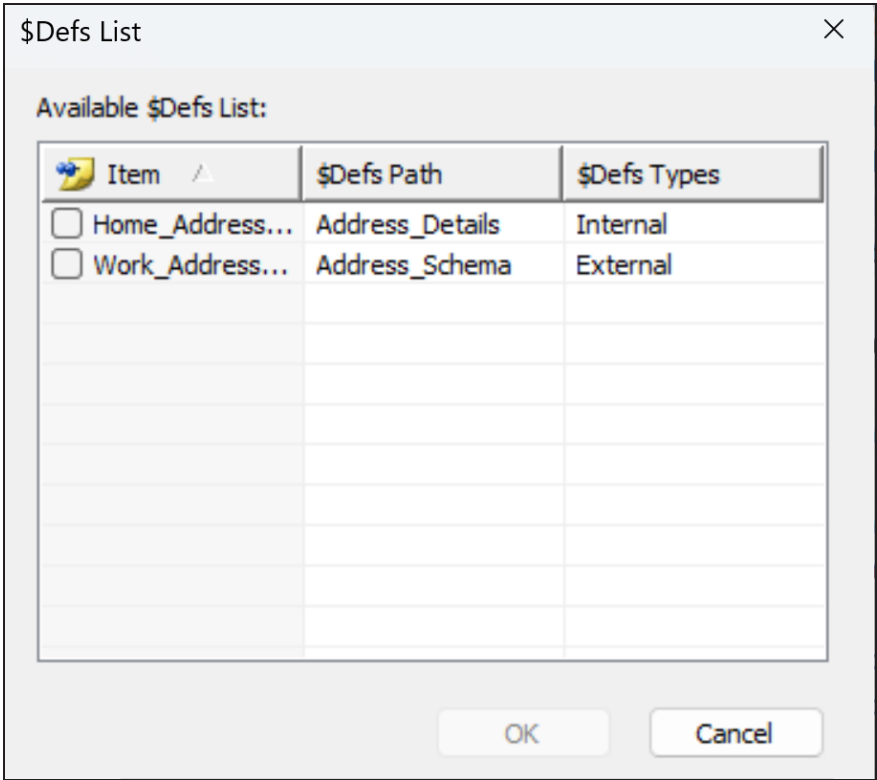 $Defs List
Available $Defs List:
Item $Defs Path $Defs Types
Home_Address... Address_Details Internal
Work_Address... Address_Schema External
OK Cancel